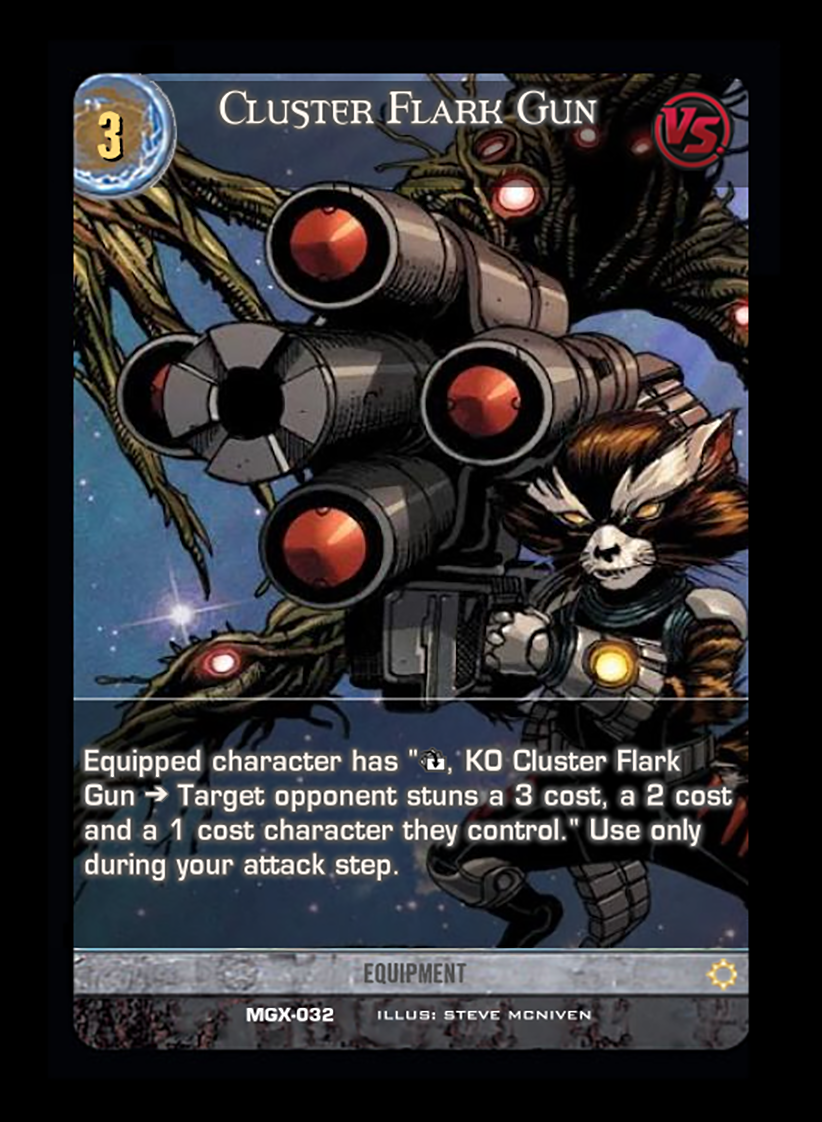 3
Cluster Flark Gun
VS.
Equipped character has " , KO Cluster Flark
Gun → Target opponent stuns a 3 cost, a 2 cost
and a 1 cost character they control." Use only
during your attack step.
EQUIPMENT
MGX-032 ILLUS: STEVE MCNIVEN